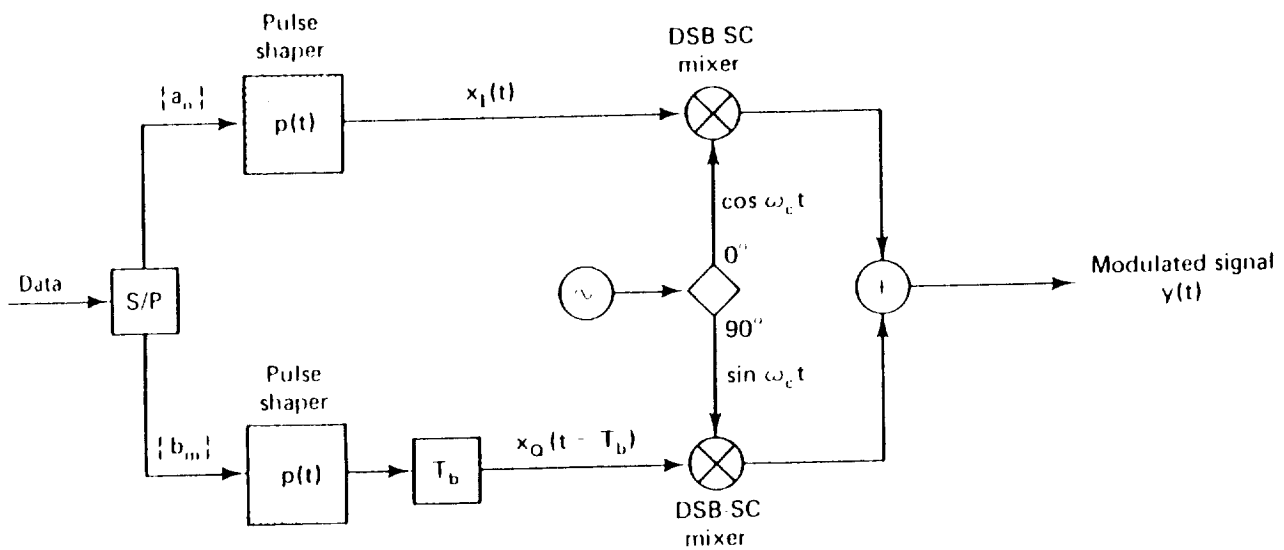 Pulse
shaper
DSB SC
mixer
{a_n}
p(t)
x_I(t)
cos ω_c t
0°
Data
S/P
Modulated signal
y(t)
+
90°
sin ω_c t
Pulse
shaper
{b_m}
p(t)
T_b
x_Q(t - T_b)
DSB-SC
mixer